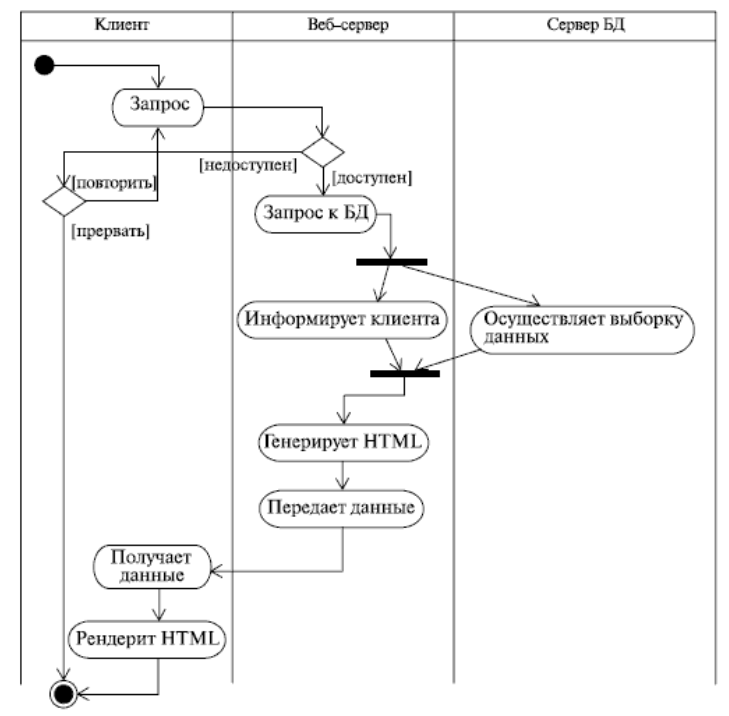 Клиент
Веб-сервер
Сервер БД
Запрос
[недоступен]
[повторить]
[доступен]
Запрос к БД
[прервать]
Информирует клиента
Осуществляет выборку
данных
Генерирует HTML
Передает данные
Получает
данные
Рендерит HTML